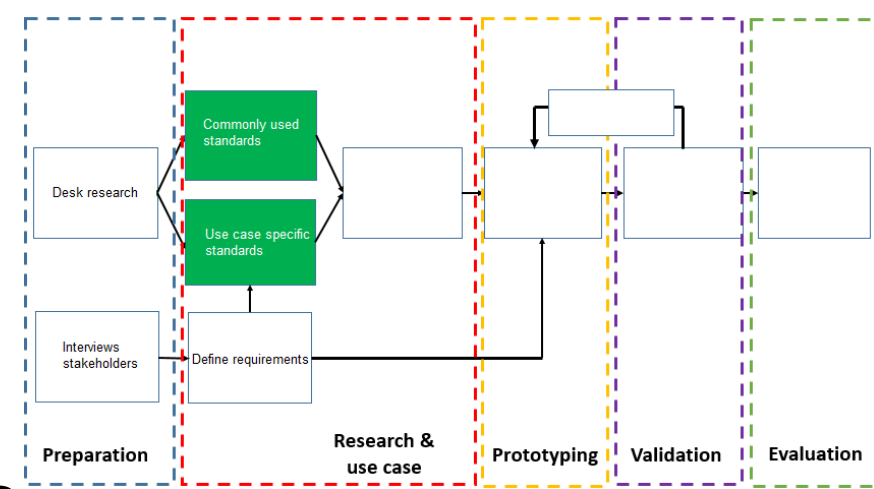 Commonly used
standards
Desk research
Use case specific
standards
Interviews
stakeholders
Define requirements
Preparation
Research &
use case
Prototyping
Validation
Evaluation